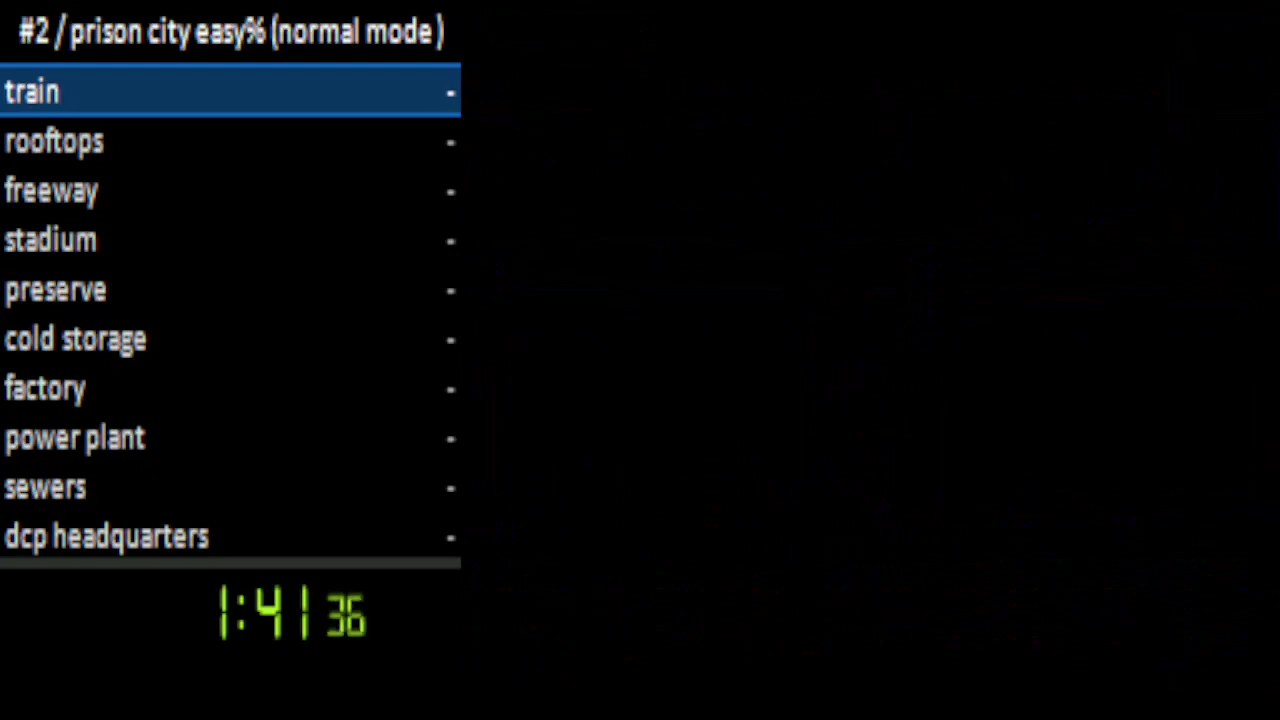 #2 / prison city easy% (normal mode)
train -
rooftops -
freeway -
stadium -
preserve -
cold storage -
factory -
power plant -
sewers -
dcp headquarters -
1:41 36